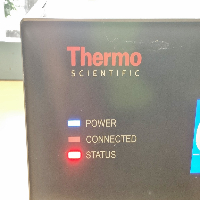 Thermo
SCIENTIFIC
POWER
CONNECTED
STATUS